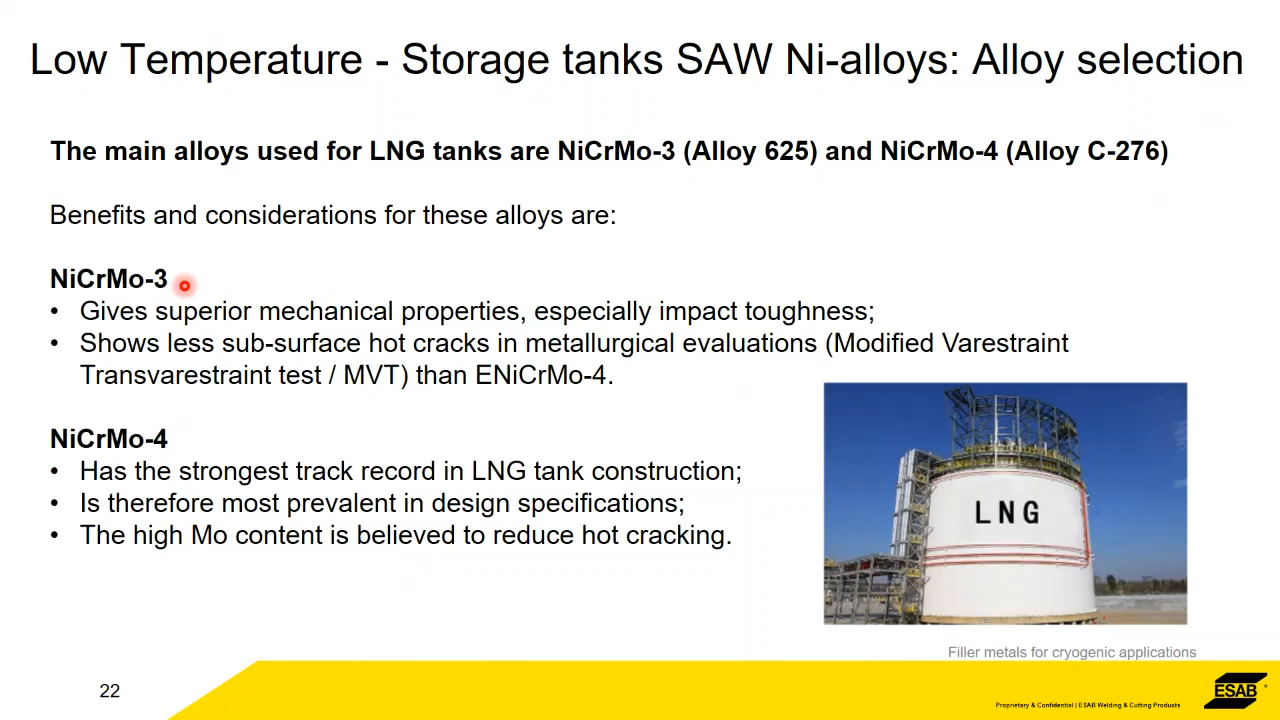 Low Temperature - Storage tanks SAW Ni-alloys: Alloy selection
The main alloys used for LNG tanks are NiCrMo-3 (Alloy 625) and NiCrMo-4 (Alloy C-276)
Benefits and considerations for these alloys are:
NiCrMo-3
• Gives superior mechanical properties, especially impact toughness;
• Shows less sub-surface hot cracks in metallurgical evaluations (Modified Varestraint
Transvarestraint test / MVT) than ENiCrMo-4.
NiCrMo-4
• Has the strongest track record in LNG tank construction;
• Is therefore most prevalent in design specifications;
• The high Mo content is believed to reduce hot cracking.
LNG
Filler metals for cryogenic applications
22
Proprietary & Confidential | ESAB Welding & Cutting Products
ESAB